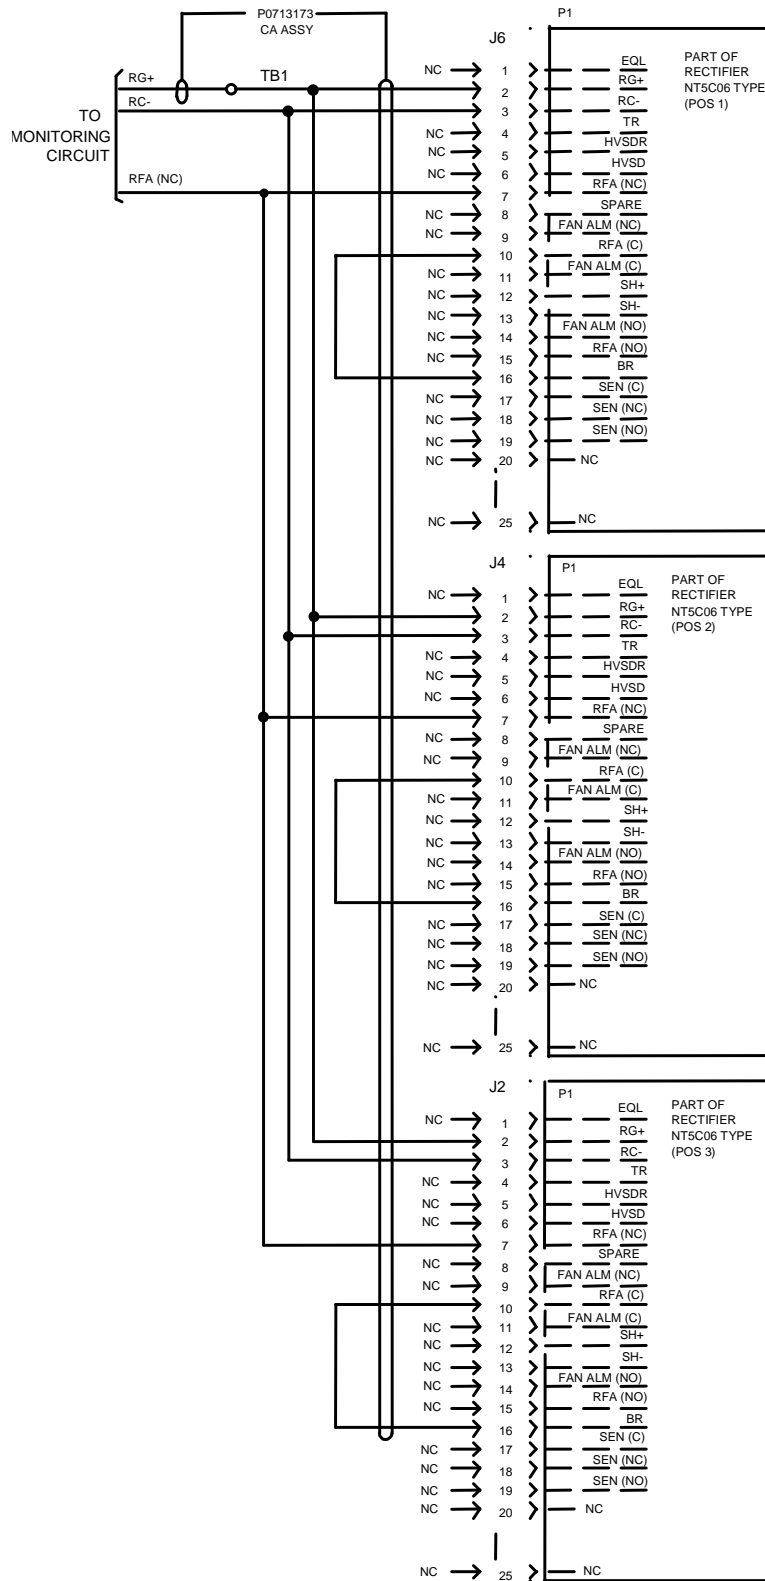 P0713173
CA ASSY
RG+
TB1
RC-
TO
MONITORING
CIRCUIT
RFA (NC)
J6
P1
PART OF
RECTIFIER
NT5C06 TYPE
(POS 1)
NC 1 EQL
2 RG+
3 RC-
NC 4 TR
NC 5 HVSDR
NC 6 HVSD
7 RFA (NC)
NC 8 SPARE
NC 9 FAN ALM (NC)
10 RFA (C)
NC 11 FAN ALM (C)
NC 12 SH+
NC 13 SH-
NC 14 FAN ALM (NO)
NC 15 RFA (NO)
16 BR
NC 17 SEN (C)
NC 18 SEN (NC)
NC 19 SEN (NO)
NC 20 NC
NC 25 NC
J4
P1
PART OF
RECTIFIER
NT5C06 TYPE
(POS 2)
NC 1 EQL
2 RG+
3 RC-
NC 4 TR
NC 5 HVSDR
NC 6 HVSD
7 RFA (NC)
NC 8 SPARE
NC 9 FAN ALM (NC)
10 RFA (C)
NC 11 FAN ALM (C)
NC 12 SH+
NC 13 SH-
NC 14 FAN ALM (NO)
NC 15 RFA (NO)
16 BR
NC 17 SEN (C)
NC 18 SEN (NC)
NC 19 SEN (NO)
NC 20 NC
NC 25 NC
J2
P1
PART OF
RECTIFIER
NT5C06 TYPE
(POS 3)
NC 1 EQL
2 RG+
3 RC-
NC 4 TR
NC 5 HVSDR
NC 6 HVSD
7 RFA (NC)
NC 8 SPARE
NC 9 FAN ALM (NC)
10 RFA (C)
NC 11 FAN ALM (C)
NC 12 SH+
NC 13 SH-
NC 14 FAN ALM (NO)
NC 15 RFA (NO)
16 BR
NC 17 SEN (C)
NC 18 SEN (NC)
NC 19 SEN (NO)
NC 20 NC
NC 25 NC